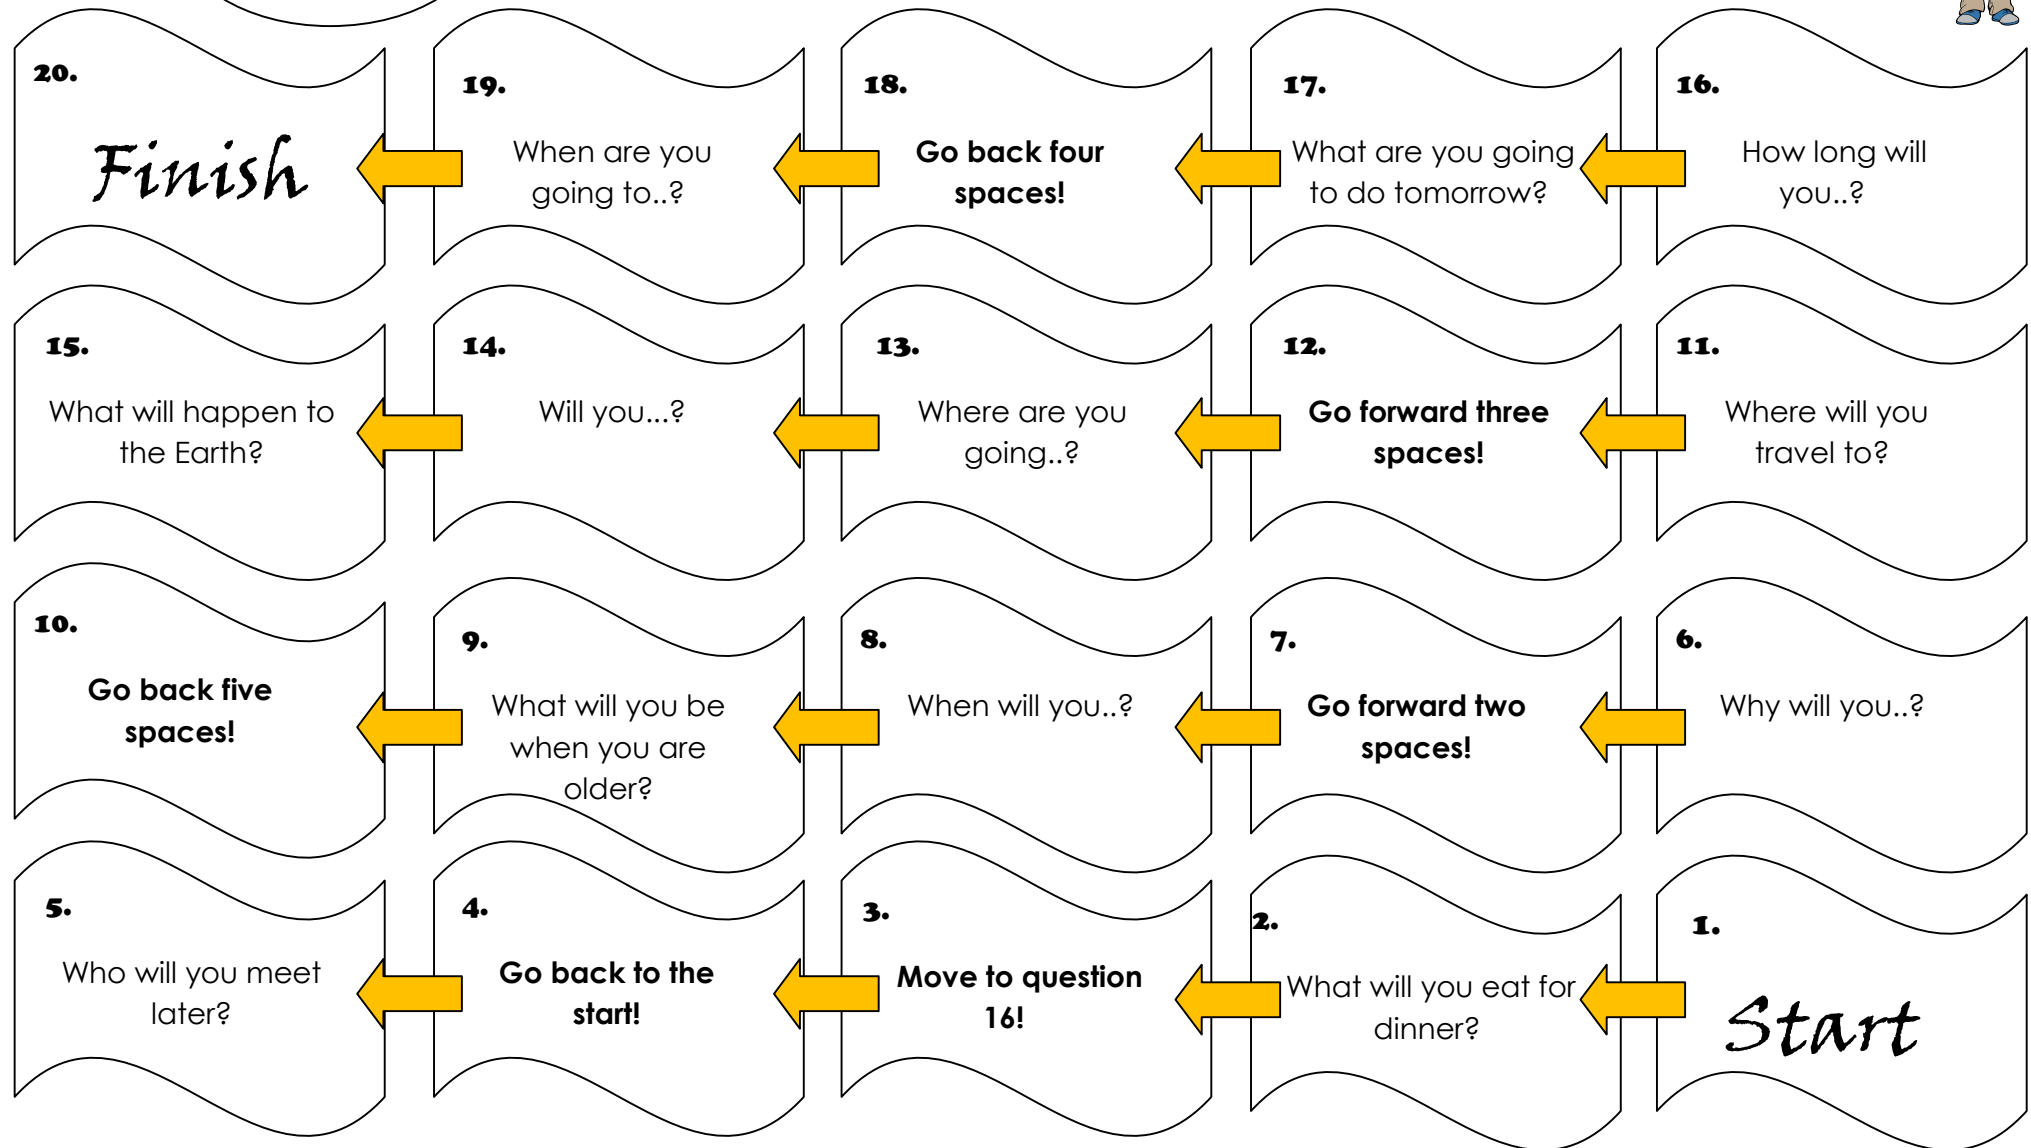 20.
Finish
19.
When are you
going to..?
18.
Go back four
spaces!
17.
What are you going
to do tomorrow?
16.
How long will
you..?
15.
What will happen to
the Earth?
14.
Will you...?
13.
Where are you
going..?
12.
Go forward three
spaces!
11.
Where will you
travel to?
10.
Go back five
spaces!
9.
What will you be
when you are
older?
8.
When will you..?
7.
Go forward two
spaces!
6.
Why will you..?
5.
Who will you meet
later?
4.
Go back to the
start!
3.
Move to question
16!
2.
What will you eat for
dinner?
1.
Start